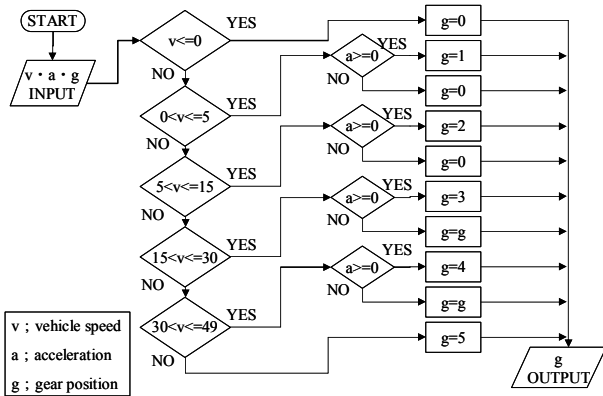 START
v・a・g
INPUT
v<=0
YES
NO
g=0
0<v<=5
YES
NO
a>=0
YES
NO
g=1
g=0
5<v<=15
YES
NO
a>=0
YES
NO
g=2
g=0
15<v<=30
YES
NO
a>=0
YES
NO
g=3
g=g
30<v<=49
YES
NO
a>=0
YES
NO
g=4
g=g
g=5
v ; vehicle speed
a ; acceleration
g ; gear position
g
OUTPUT